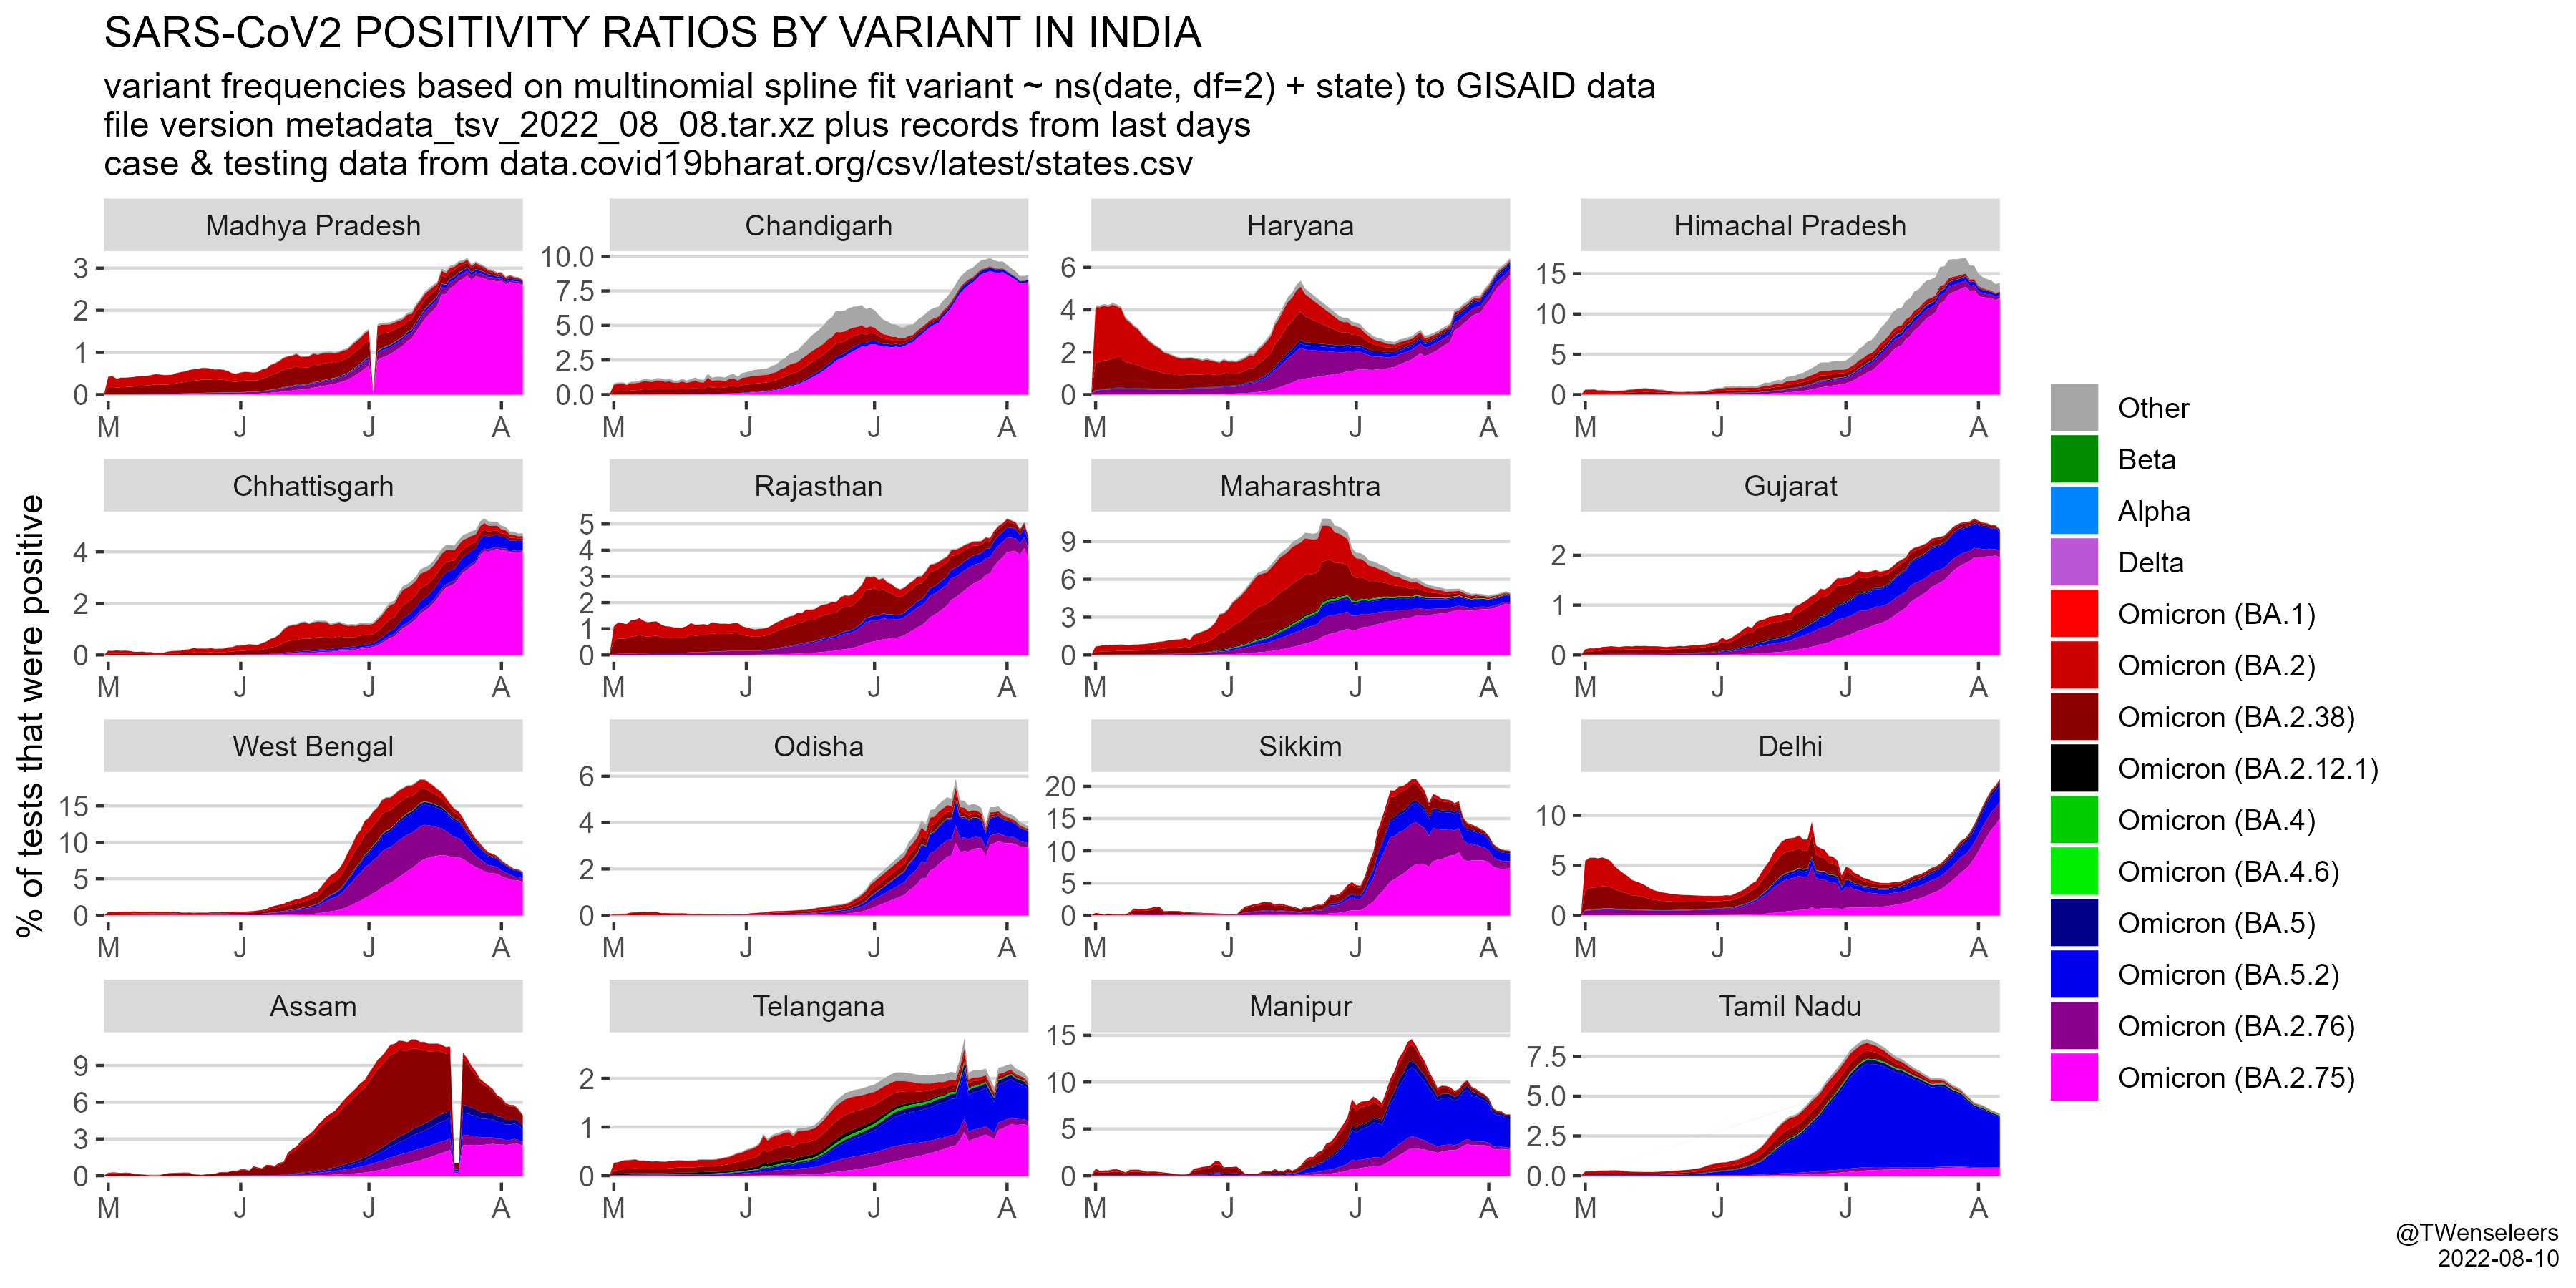 SARS-CoV2 POSITIVITY RATIOS BY VARIANT IN INDIA
variant frequencies based on multinomial spline fit variant ~ ns(date, df=2) + state) to GISAID data
file version metadata_tsv_2022_08_08.tar.xz plus records from last days
case & testing data from data.covid19bharat.org/csv/latest/states.csv
% of tests that were positive
Madhya Pradesh
3
2
1
0
M J J A
Chandigarh
10.0
7.5
5.0
2.5
0.0
M J J A
Haryana
6
4
2
0
M J J A
Himachal Pradesh
15
10
5
0
M J J A
Chhattisgarh
4
2
0
M J J A
Rajasthan
5
4
3
2
1
0
M J J A
Maharashtra
9
6
3
0
M J J A
Gujarat
2
1
0
M J J A
West Bengal
15
10
5
0
M J J A
Odisha
6
4
2
0
M J J A
Sikkim
20
15
10
5
0
M J J A
Delhi
10
5
0
M J J A
Assam
9
6
3
0
M J J A
Telangana
2
1
0
M J J A
Manipur
15
10
5
0
M J J A
Tamil Nadu
7.5
5.0
2.5
0.0
M J J A
Other
Beta
Alpha
Delta
Omicron (BA.1)
Omicron (BA.2)
Omicron (BA.2.38)
Omicron (BA.2.12.1)
Omicron (BA.4)
Omicron (BA.4.6)
Omicron (BA.5)
Omicron (BA.5.2)
Omicron (BA.2.76)
Omicron (BA.2.75)
@TWenseleers
2022-08-10